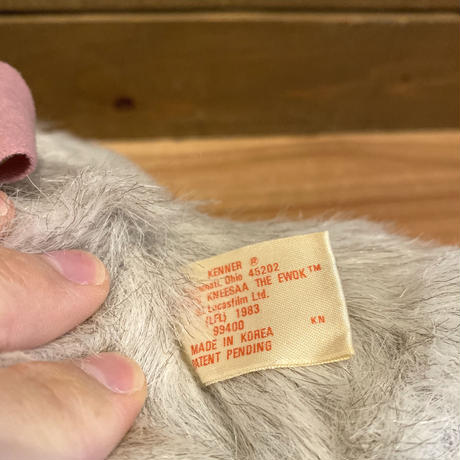 KENNER ®
Ohio 45202
KNEESAA THE EWOK™
Lucasfilm Ltd.
(LFL) 1983
99400 KN
MADE IN KOREA
PATENT PENDING